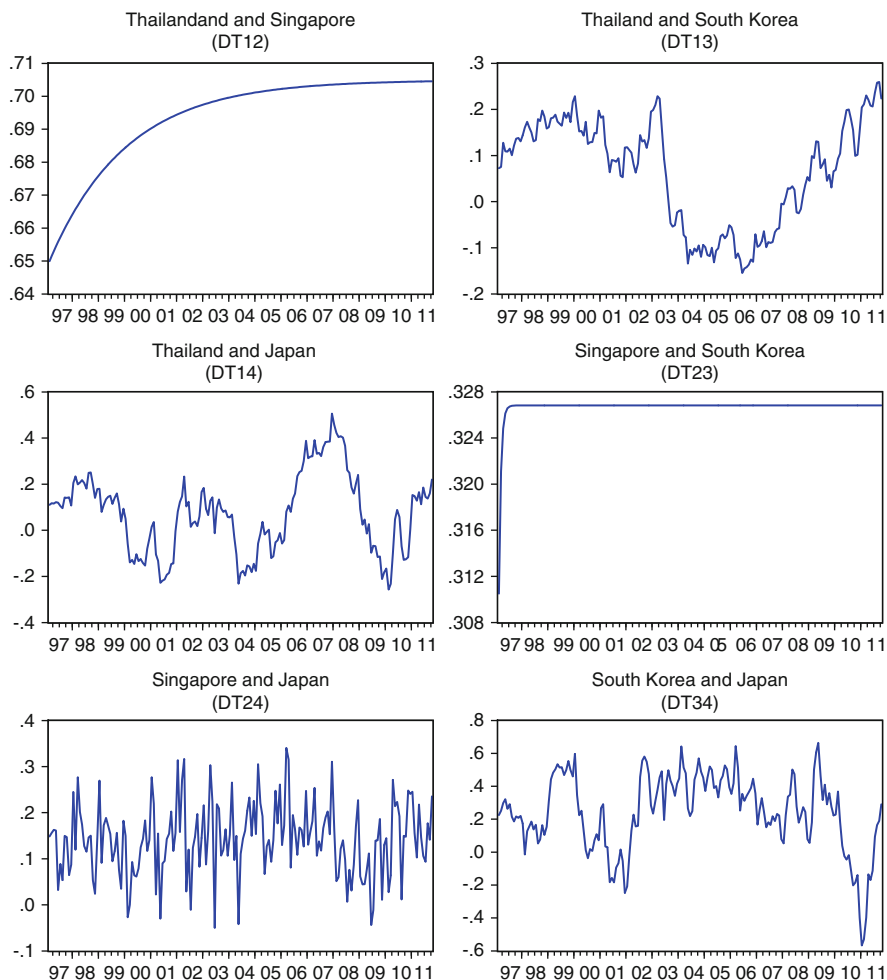 Thailandand and Singapore
(DT12)
.71
.70
.69
.68
.67
.66
.65
.64
97 98 99 00 01 02 03 04 05 06 07 08 09 10 11
Thailand and South Korea
(DT13)
.3
.2
.1
.0
-.1
-.2
97 98 99 00 01 02 03 04 05 06 07 08 09 10 11
Thailand and Japan
(DT14)
.6
.4
.2
.0
-.2
-.4
97 98 99 00 01 02 03 04 05 06 07 08 09 10 11
Singapore and South Korea
(DT23)
.328
.324
.320
.316
.312
.308
97 98 99 00 01 02 03 04 05 06 07 08 09 10 11
Singapore and Japan
(DT24)
.4
.3
.2
.1
.0
-.1
97 98 99 00 01 02 03 04 05 06 07 08 09 10 11
South Korea and Japan
(DT34)
.8
.6
.4
.2
.0
-.2
-.4
-.6
97 98 99 00 01 02 03 04 05 06 07 08 09 10 11